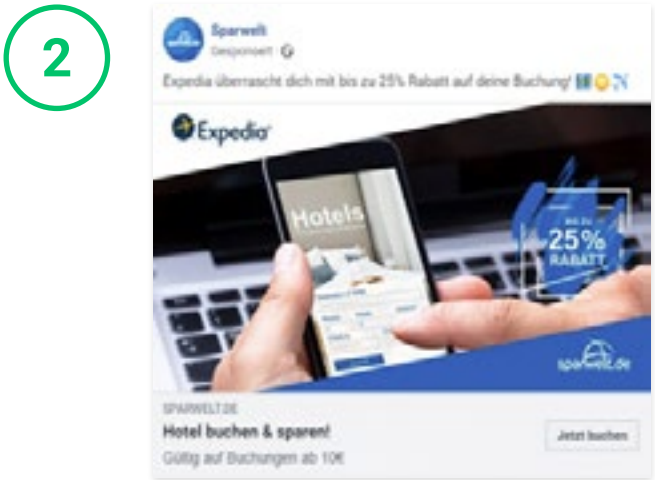 2
Sparwelt
Gesponsert
Expedia überrascht dich mit bis zu 25% Rabatt auf deine Buchung!
Expedia
Hotels
BIS ZU
25%
RABATT
sparwelt.de
SPARWELT.DE
Hotel buchen & sparen!
Gültig auf Buchungen ab 10€
Jetzt buchen